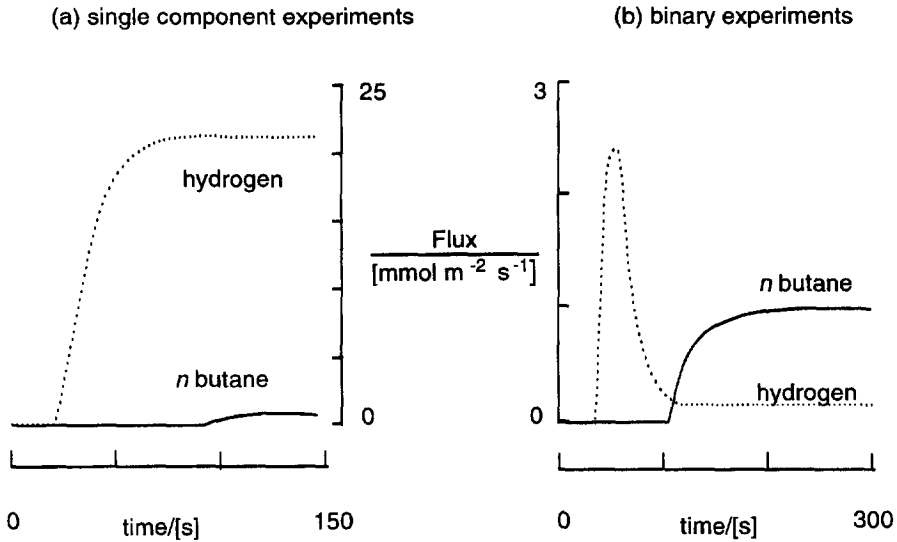 (a) single component experiments
(b) binary experiments
25
hydrogen
n butane
0
0
time/[s]
150
Flux
[mmol m -2 s -1]
3
n butane
hydrogen
0
0
time/[s]
300